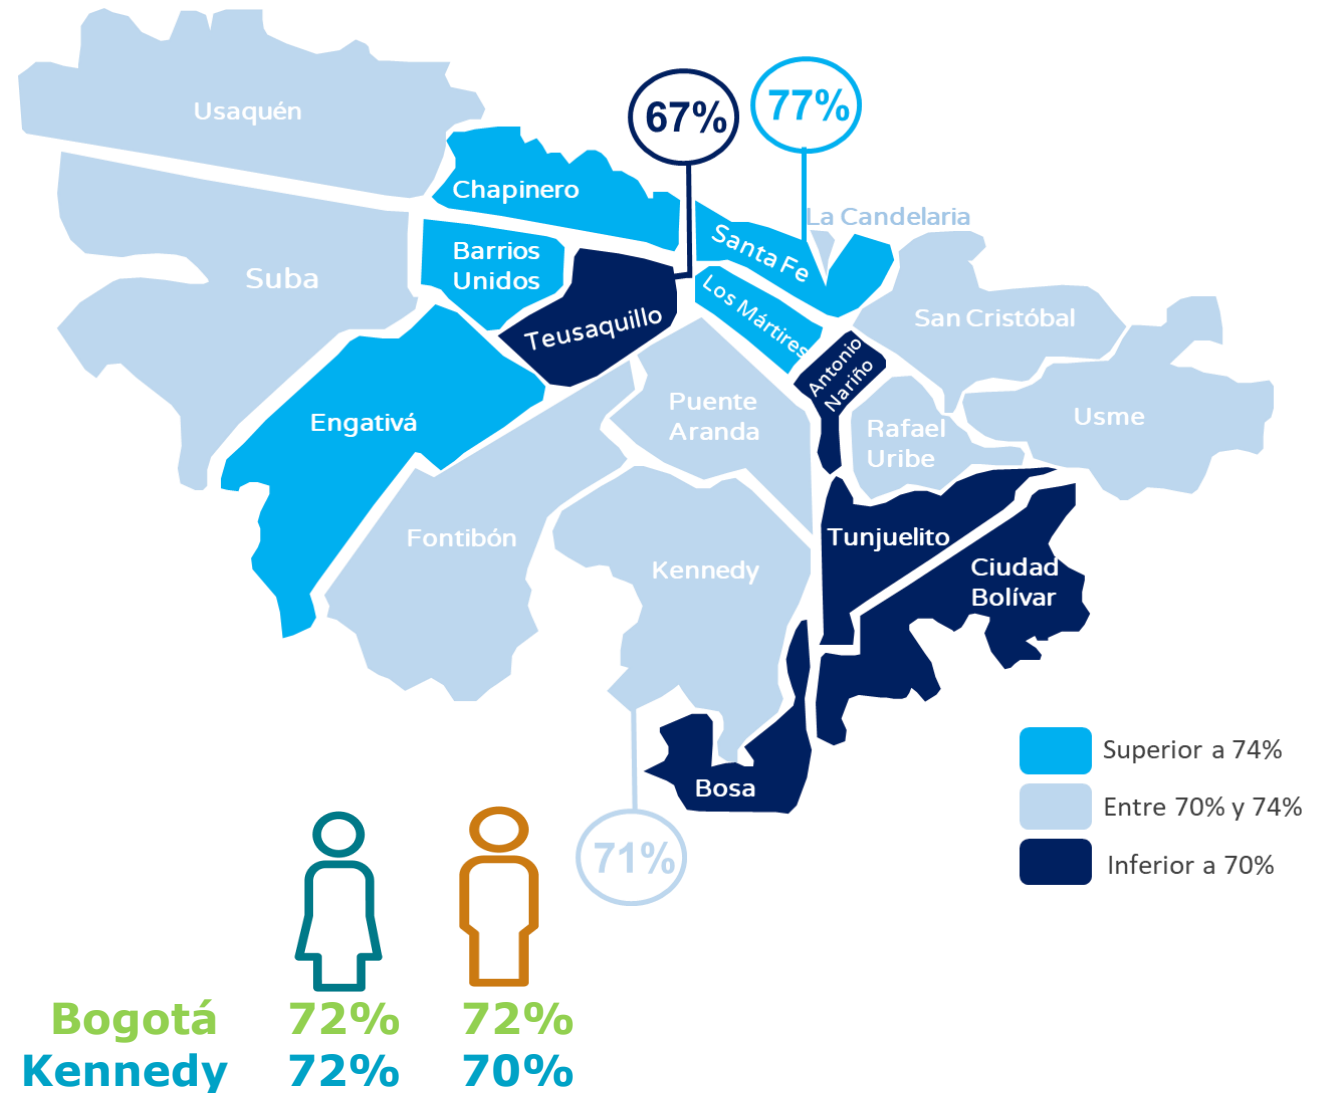 Usaquén
67%
77%
Chapinero
La Candelaria
Santa Fe
Barrios
Unidos
Suba
Los Mártires
Teusaquillo
San Cristóbal
Antonio
Nariño
Puente
Aranda
Engativá
Rafael
Uribe
Usme
Fontibón
Tunjuelito
Kennedy
Ciudad
Bolívar
Bosa
71%
Superior a 74%
Entre 70% y 74%
Inferior a 70%
Bogotá 72% 72%
Kennedy 72% 70%